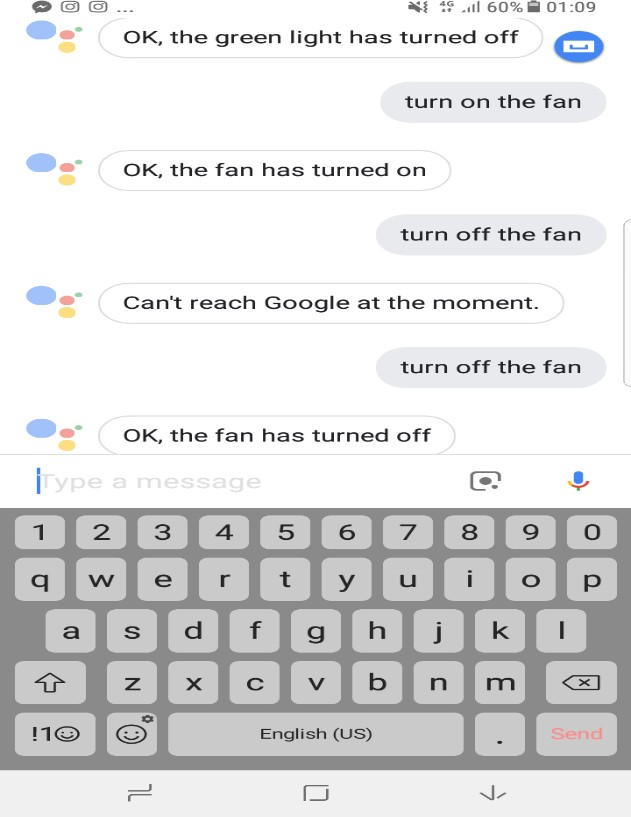 4G 60% 01:09
OK, the green light has turned off
turn on the fan
OK, the fan has turned on
turn off the fan
Can't reach Google at the moment.
turn off the fan
OK, the fan has turned off
Type a message
1 2 3 4 5 6 7 8 9 0
q w e r t y u i o p
a s d f g h j k l
z x c v b n m
!1☺ English (US) . Send